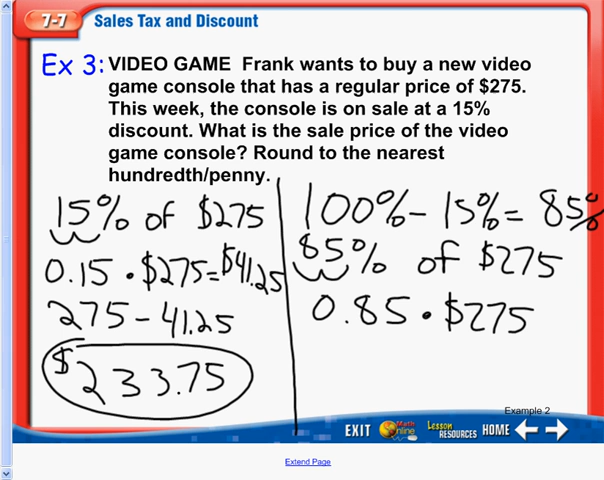 7-7 Sales Tax and Discount
Ex 3: VIDEO GAME Frank wants to buy a new video
game console that has a regular price of $275.
This week, the console is on sale at a 15%
discount. What is the sale price of the video
game console? Round to the nearest
hundredth/penny.
15% of $275
0.15 • $275 = $41.25
275 - 41.25
$233.75
100% - 15% = 85%
85% of $275
0.85 • $275
Example 2
EXIT Math Online Lesson RESOURCES HOME
Extend Page